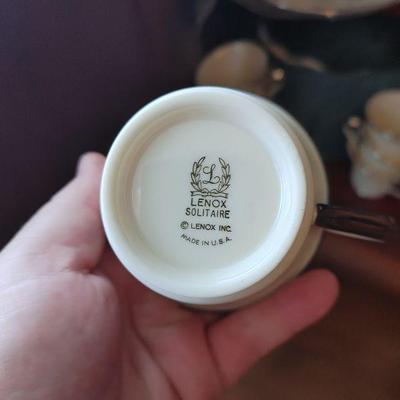 L
LENOX
SOLITAIRE
© LENOX INC.
MADE IN U.S.A.